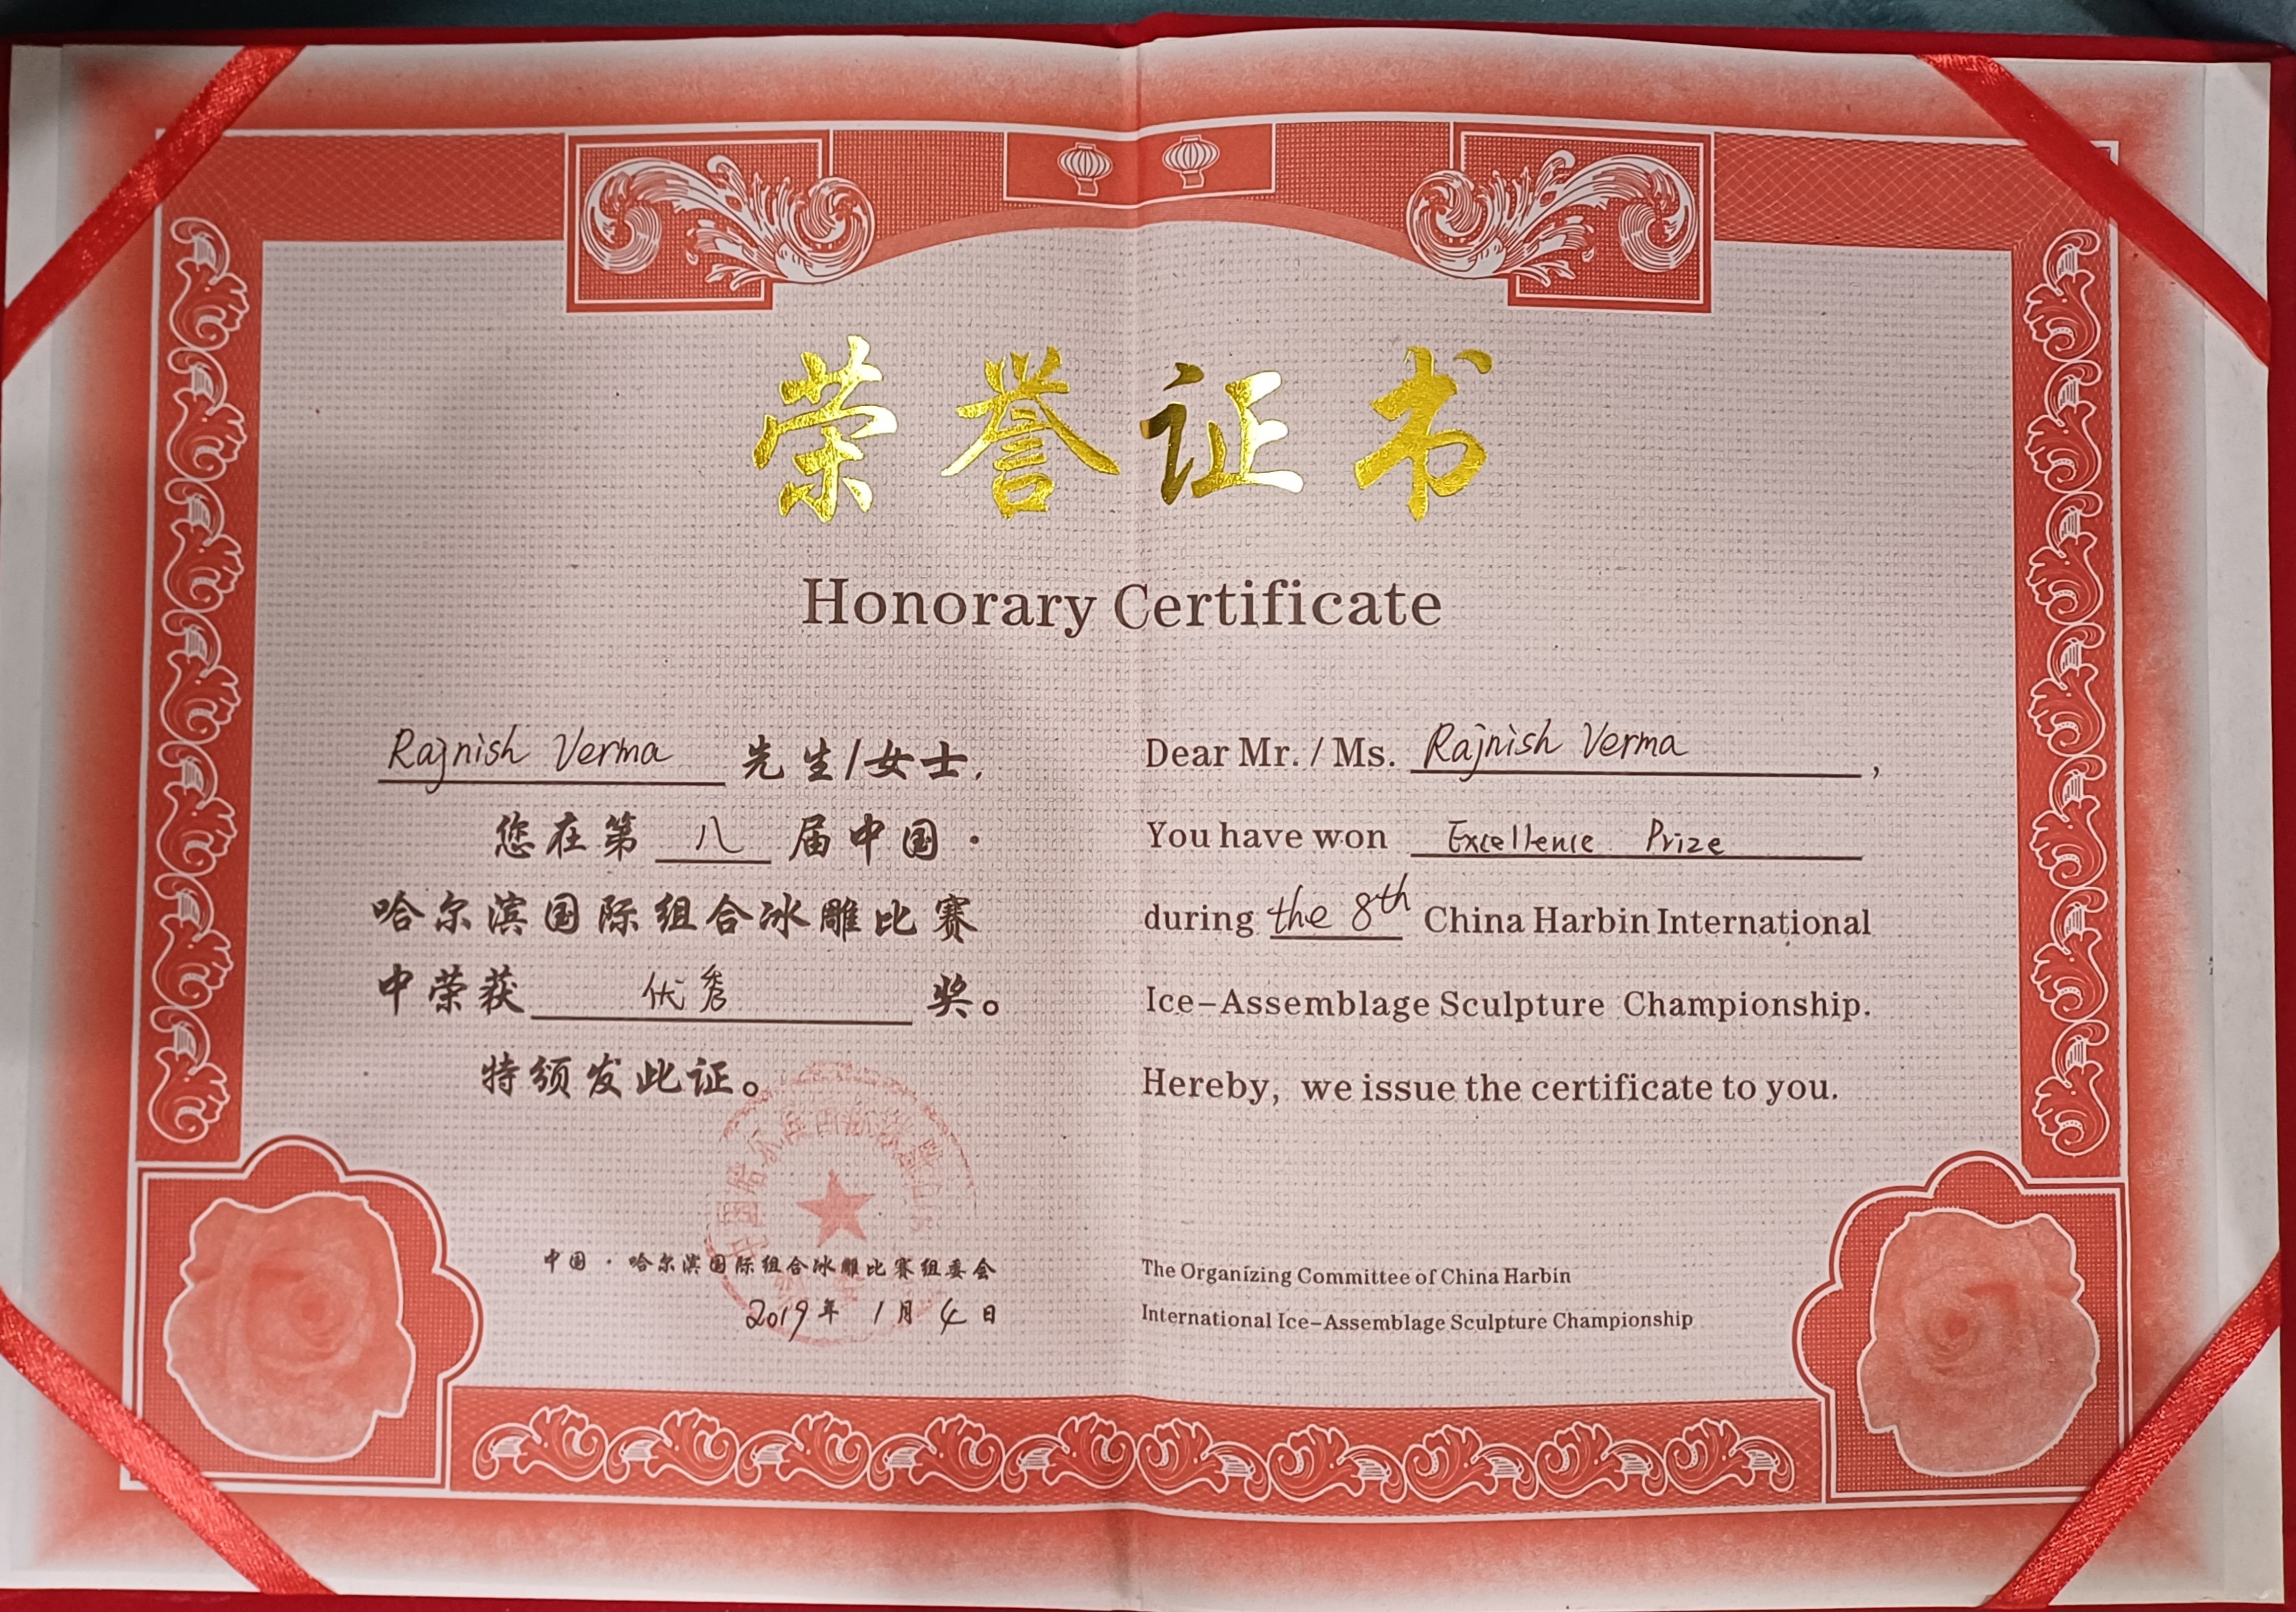 荣誉证书
Honorary Certificate
Rajnish Verma 先生/女士,
您在第 八 届中国·
哈尔滨国际组合冰雕比赛
中荣获 优秀 奖。
特颁发此证。
中国·哈尔滨国际组合冰雕比赛组委会
2019年 1月 4日
Dear Mr. / Ms. Rajnish Verma ,
You have won Excellence Prize
during the 8th China Harbin International
Ice-Assemblage Sculpture Championship.
Hereby, we issue the certificate to you.
The Organizing Committee of China Harbin
International Ice-Assemblage Sculpture Championship